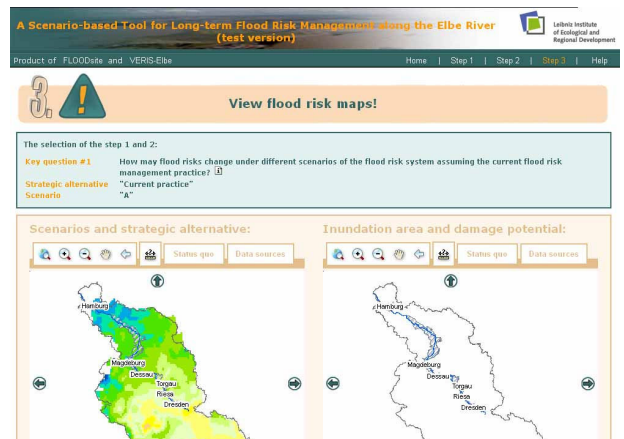 A Scenario-based Tool for Long-term Flood Risk Management along the Elbe River
(test version)
Leibniz Institute
of Ecological and
Regional Development
Product of FLOODsite and VERIS-Elbe
Home | Step 1 | Step 2 | Step 3 | Help
3.
View flood risk maps!
The selection of the step 1 and 2:
Key question #1 How may flood risks change under different scenarios of the flood risk system assuming the current flood risk
management practice?
Strategic alternative "Current practice"
Scenario "A"
Scenarios and strategic alternative:
Inundation area and damage potential:
Status quo Data sources
Status quo Data sources
Hamburg
Magdeburg
Dessau
Torgau
Riesa
Dresden
Hamburg
Magdeburg
Dessau
Torgau
Riesa
Dresden